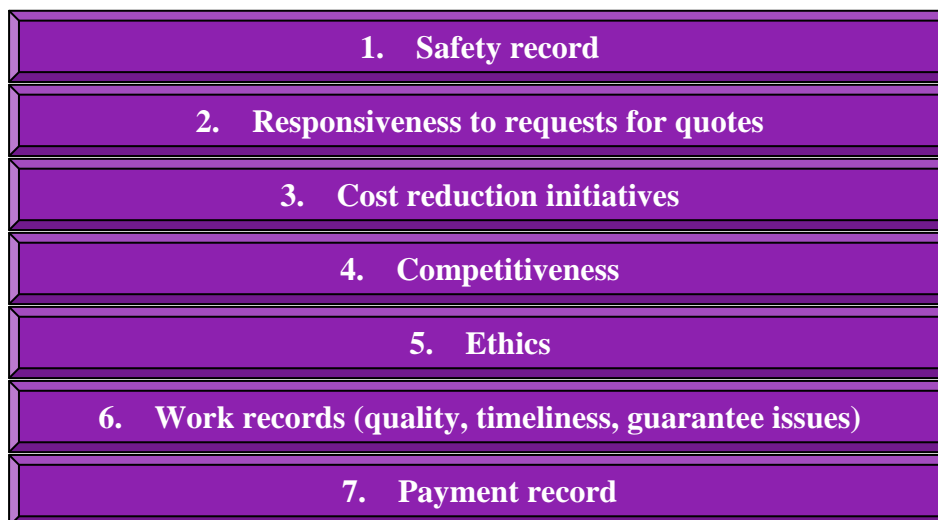 1. Safety record
2. Responsiveness to requests for quotes
3. Cost reduction initiatives
4. Competitiveness
5. Ethics
6. Work records (quality, timeliness, guarantee issues)
7. Payment record